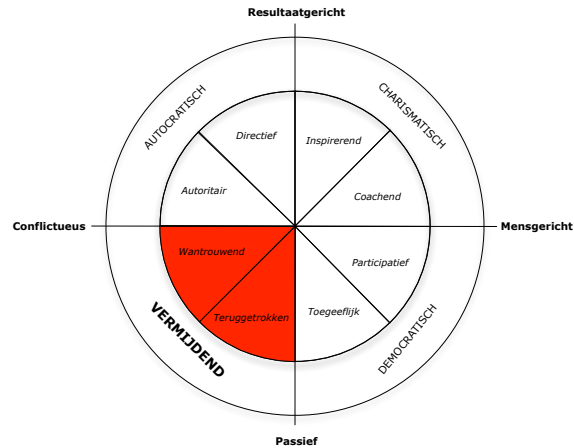 Resultaatgericht
AUTOCRATISCH
CHARISMATISCH
Directief
Inspirerend
Autoritair
Coachend
Conflictueus
Mensgericht
Wantrouwend
Participatief
Teruggetrokken
Toegeeflijk
VERMIJDEND
DEMOCRATISCH
Passief